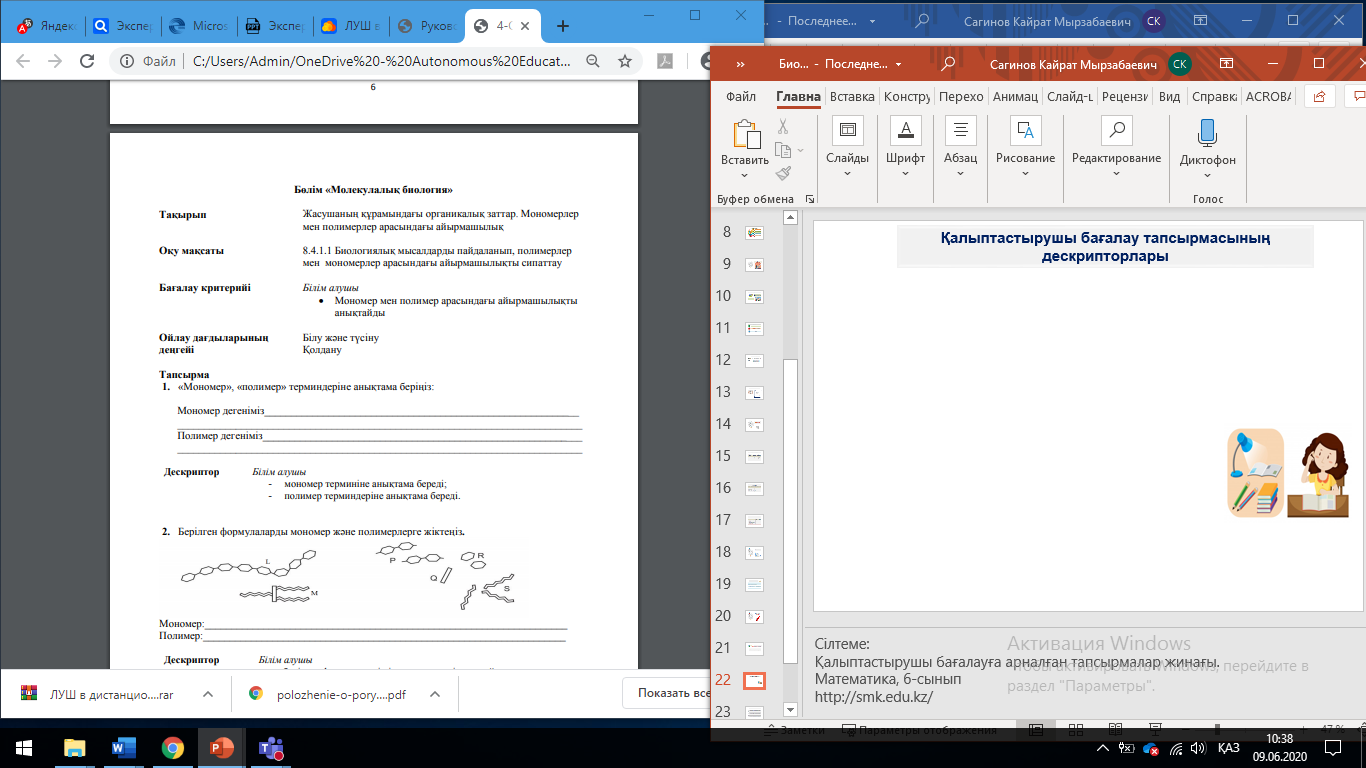 Яндекс
Экспер
Micros
Экспер
ЛУШ в
Руково
4-С
Файл
C:/Users/Admin/OneDrive%20-%20Autonomous%20Educat...
6
Бөлім «Молекулалық биология»
Тақырып
Жасушаның құрамындағы органикалық заттар. Мономерлер
мен полимерлер арасындағы айырмашылық
Оқу мақсаты
8.4.1.1 Биологиялық мысалдарды пайдаланып, полимерлер
мен мономерлер арасындағы айырмашылықты сипаттау
Бағалау критерийі
Білім алушы
• Мономер мен полимер арасындағы айырмашылықты
анықтайды
Ойлау дағдыларының
деңгейі
Білу және түсіну
Қолдану
Тапсырма
1. «Мономер», «полимер» терминдеріне анықтама беріңіз:
Мономер дегеніміз
Полимер дегеніміз
Дескриптор
Білім алушы
- мономер терминіне анықтама береді;
- полимер терминдеріне анықтама береді.
2. Берілген формулаларды мономер және полимерлерге жіктеңіз.
L
M
P
R
Q
S
Мономер:
Полимер:
Дескриптор
Білім алушы
ЛУШ в дистанцио....rar
polozhenie-o-pory....pdf
Показать все
... – Последнее...
Сагинов Кайрат Мырзабаевич
СК
Био... – Последне...
Сагинов Кайрат Мырзабаевич
СК
Файл
Главна
Вставка
Констру
Перехо
Анимац
Слайд-ш
Рецензи
Вид
Справка
ACROBA
Вставить
Слайды
Шрифт
Абзац
Рисование
Редактирование
Диктофон
Буфер обмена
Голос
8
9
10
11
12
13
14
15
16
17
18
19
20
21
22
23
Қалыптастырушы бағалау тапсырмасының
дескрипторлары
Сілтеме:
Қалыптастырушы бағалауға арналған тапсырмалар жинағы.
Математика, 6-сынып
http://smk.edu.kz/
Активация Windows
Чтобы активировать Windows, перейдите в
раздел "Параметры".
Заметки
Параметры отображения
47 %
ҚАЗ
10:38
09.06.2020